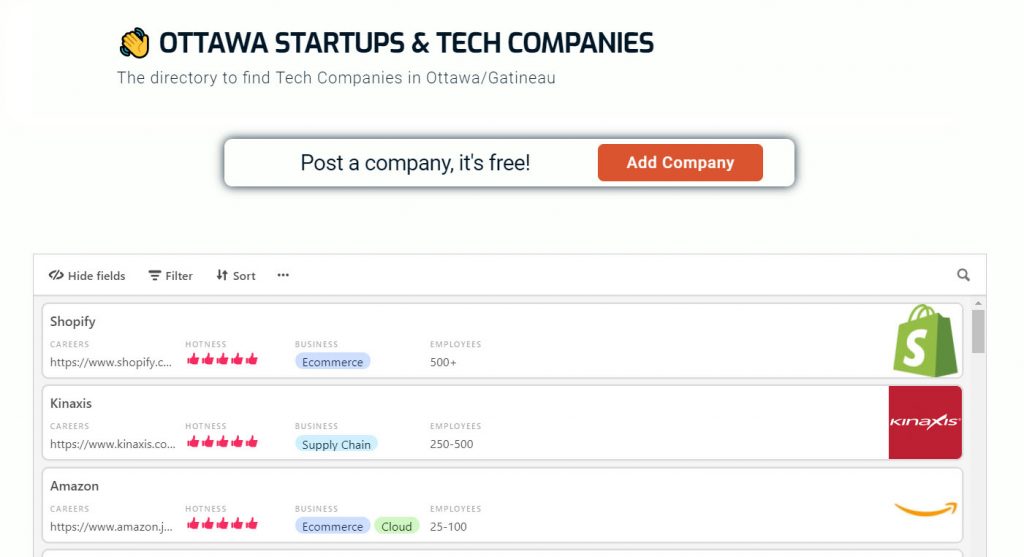 OTTAWA STARTUPS & TECH COMPANIES
The directory to find Tech Companies in Ottawa/Gatineau
Post a company, it's free! Add Company
Hide fields Filter Sort ...
Shopify
CAREERS HOTNESS BUSINESS EMPLOYEES
https://www.shopify.c... Ecommerce 500+
Kinaxis
CAREERS HOTNESS BUSINESS EMPLOYEES
https://www.kinaxis.co... Supply Chain 250-500
KINAXIS
Amazon
CAREERS HOTNESS BUSINESS EMPLOYEES
https://www.amazon.j... Ecommerce Cloud 25-100